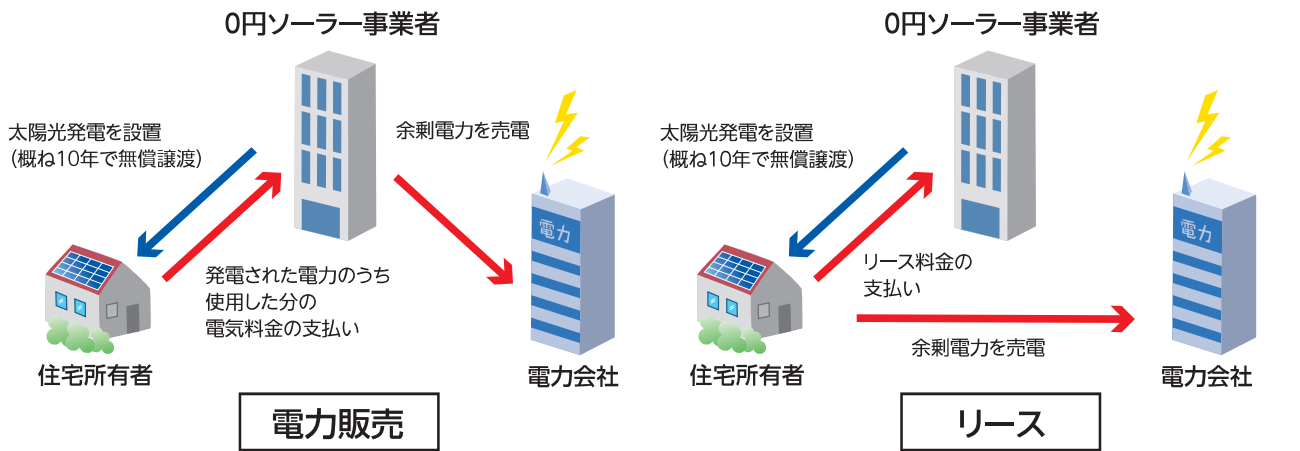 0円ソーラー事業者
太陽光発電を設置
(概ね10年で無償譲渡)
余剰電力を売電
電力
発電された電力のうち
使用した分の
電気料金の支払い
住宅所有者
電力会社
電力販売
0円ソーラー事業者
太陽光発電を設置
(概ね10年で無償譲渡)
電力
リース料金の
支払い
余剰電力を売電
住宅所有者
電力会社
リース